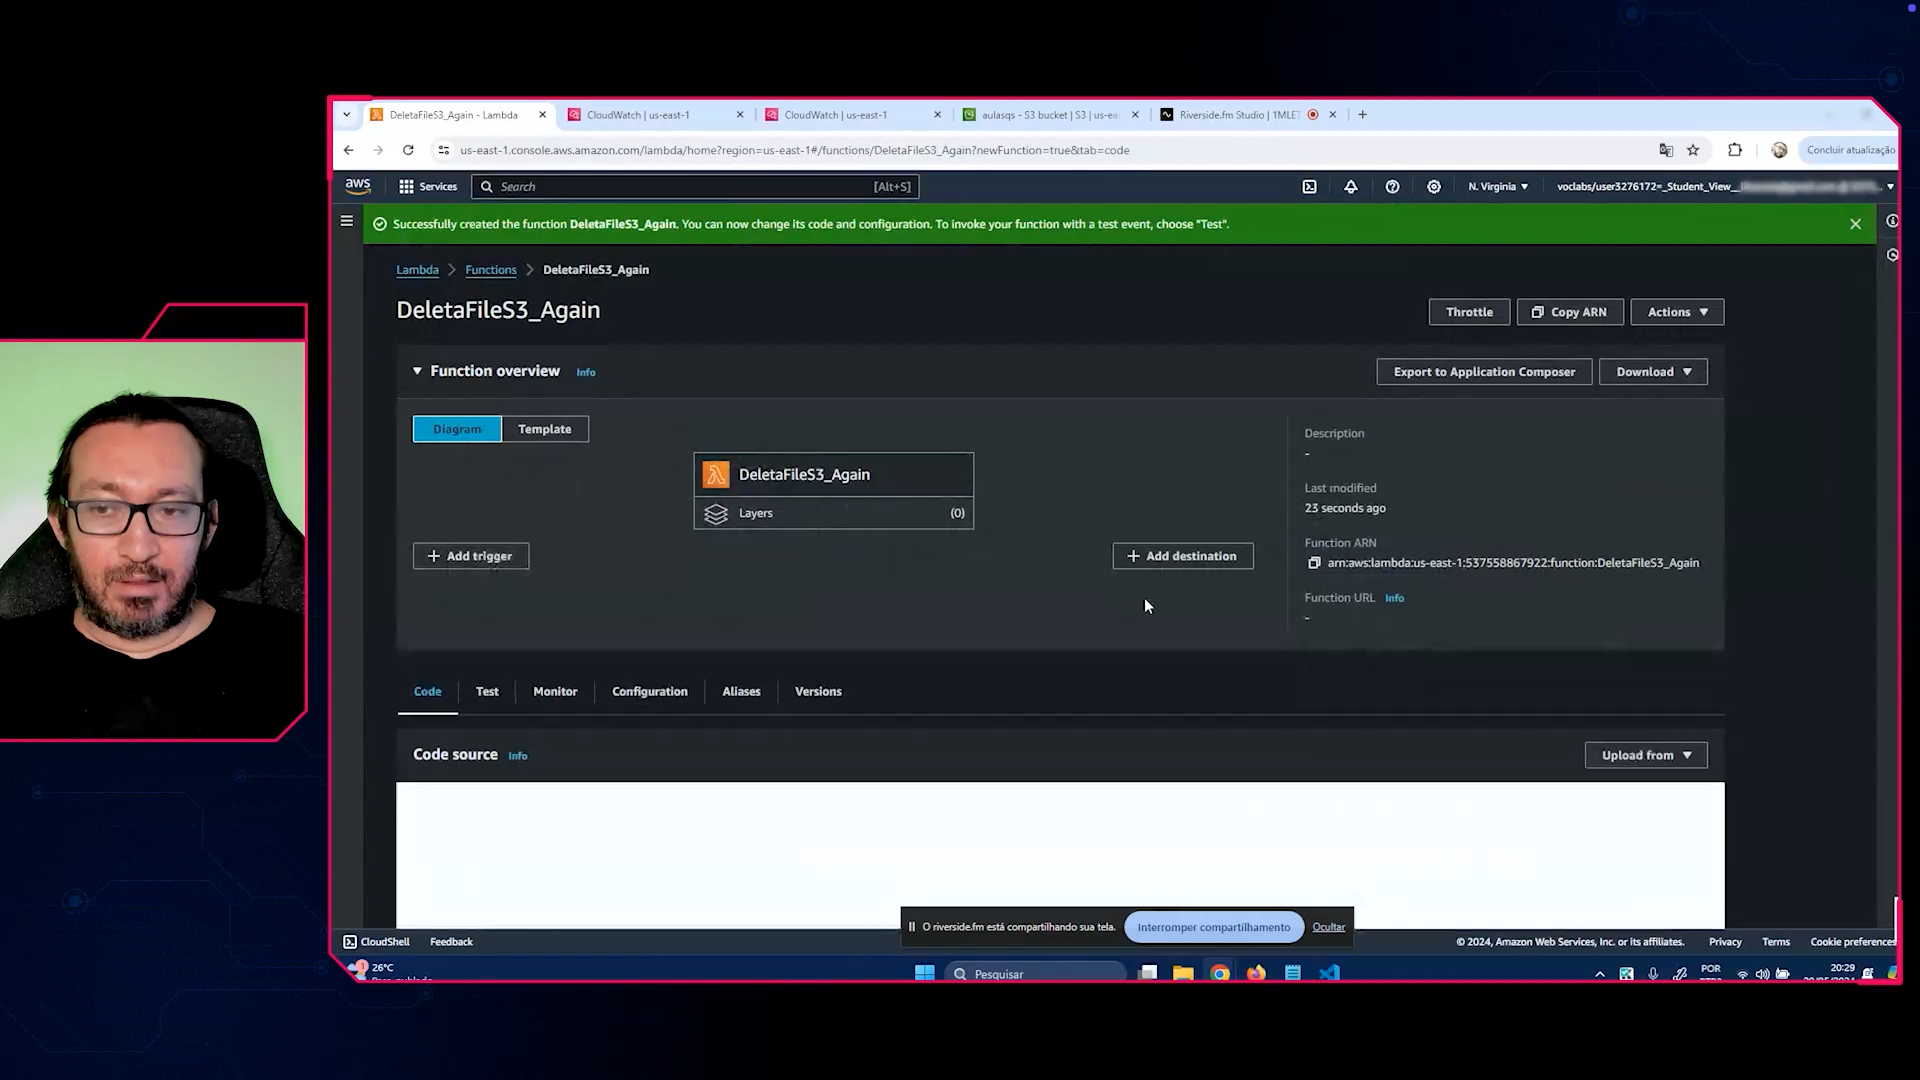 DeletaFileS3_Again - Lambda
CloudWatch | us-east-1
CloudWatch | us-east-1
aulasqs - S3 bucket | S3 | us-ea
Riverside.fm Studio | 1MLET
us-east-1.console.aws.amazon.com/lambda/home?region=us-east-1#/functions/DeletaFileS3_Again?newFunction=true&tab=code
Concluir atualização
aws
Services
Search
[Alt+S]
N. Virginia
voclabs/user3276172=_Student_View__
Successfully created the function DeletaFileS3_Again. You can now change its code and configuration. To invoke your function with a test event, choose "Test".
Lambda
Functions
DeletaFileS3_Again
DeletaFileS3_Again
Throttle
Copy ARN
Actions
Function overview
Info
Export to Application Composer
Download
Diagram
Template
DeletaFileS3_Again
Layers
(0)
Add trigger
Add destination
Description
-
Last modified
23 seconds ago
Function ARN
arn:aws:lambda:us-east-1:537558867922:function:DeletaFileS3_Again
Function URL
Info
-
Code
Test
Monitor
Configuration
Aliases
Versions
Code source
Info
Upload from
O riverside.fm está compartilhando sua tela.
Interromper compartilhamento
Ocultar
CloudShell
Feedback
© 2024, Amazon Web Services, Inc. or its affiliates.
Privacy
Terms
Cookie preferences
1
26°C
Pesquisar
POR
20:29